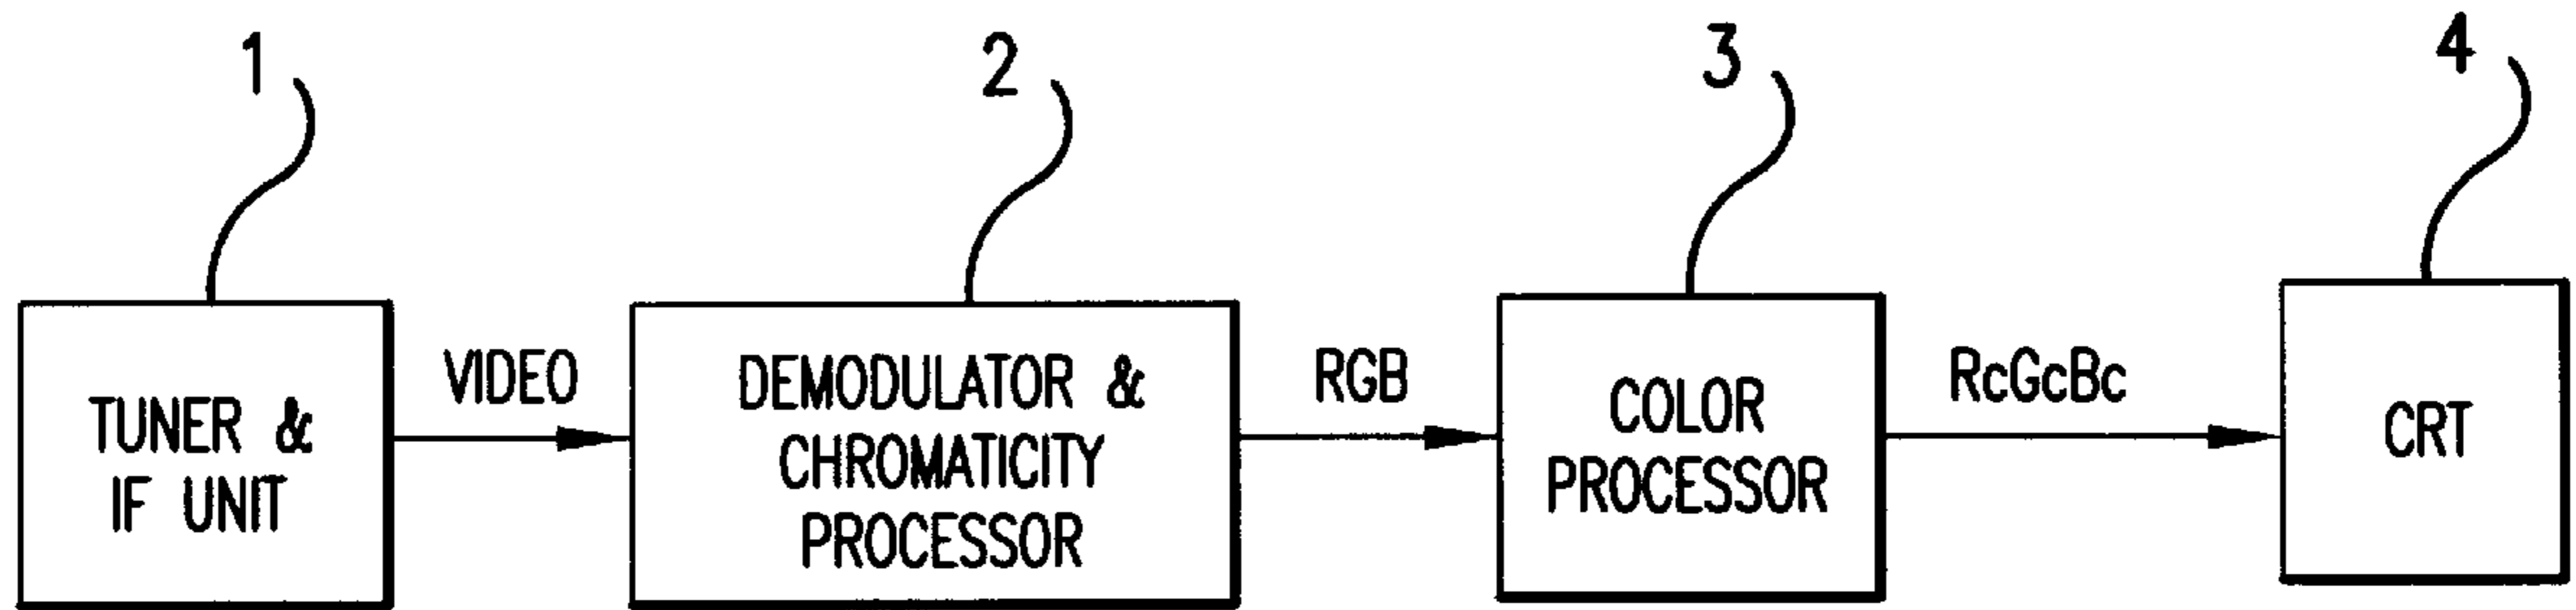 1
2
3
4
TUNER &
IF UNIT
VIDEO
DEMODULATOR &
CHROMATICITY
PROCESSOR
RGB
COLOR
PROCESSOR
RcGcBc
CRT